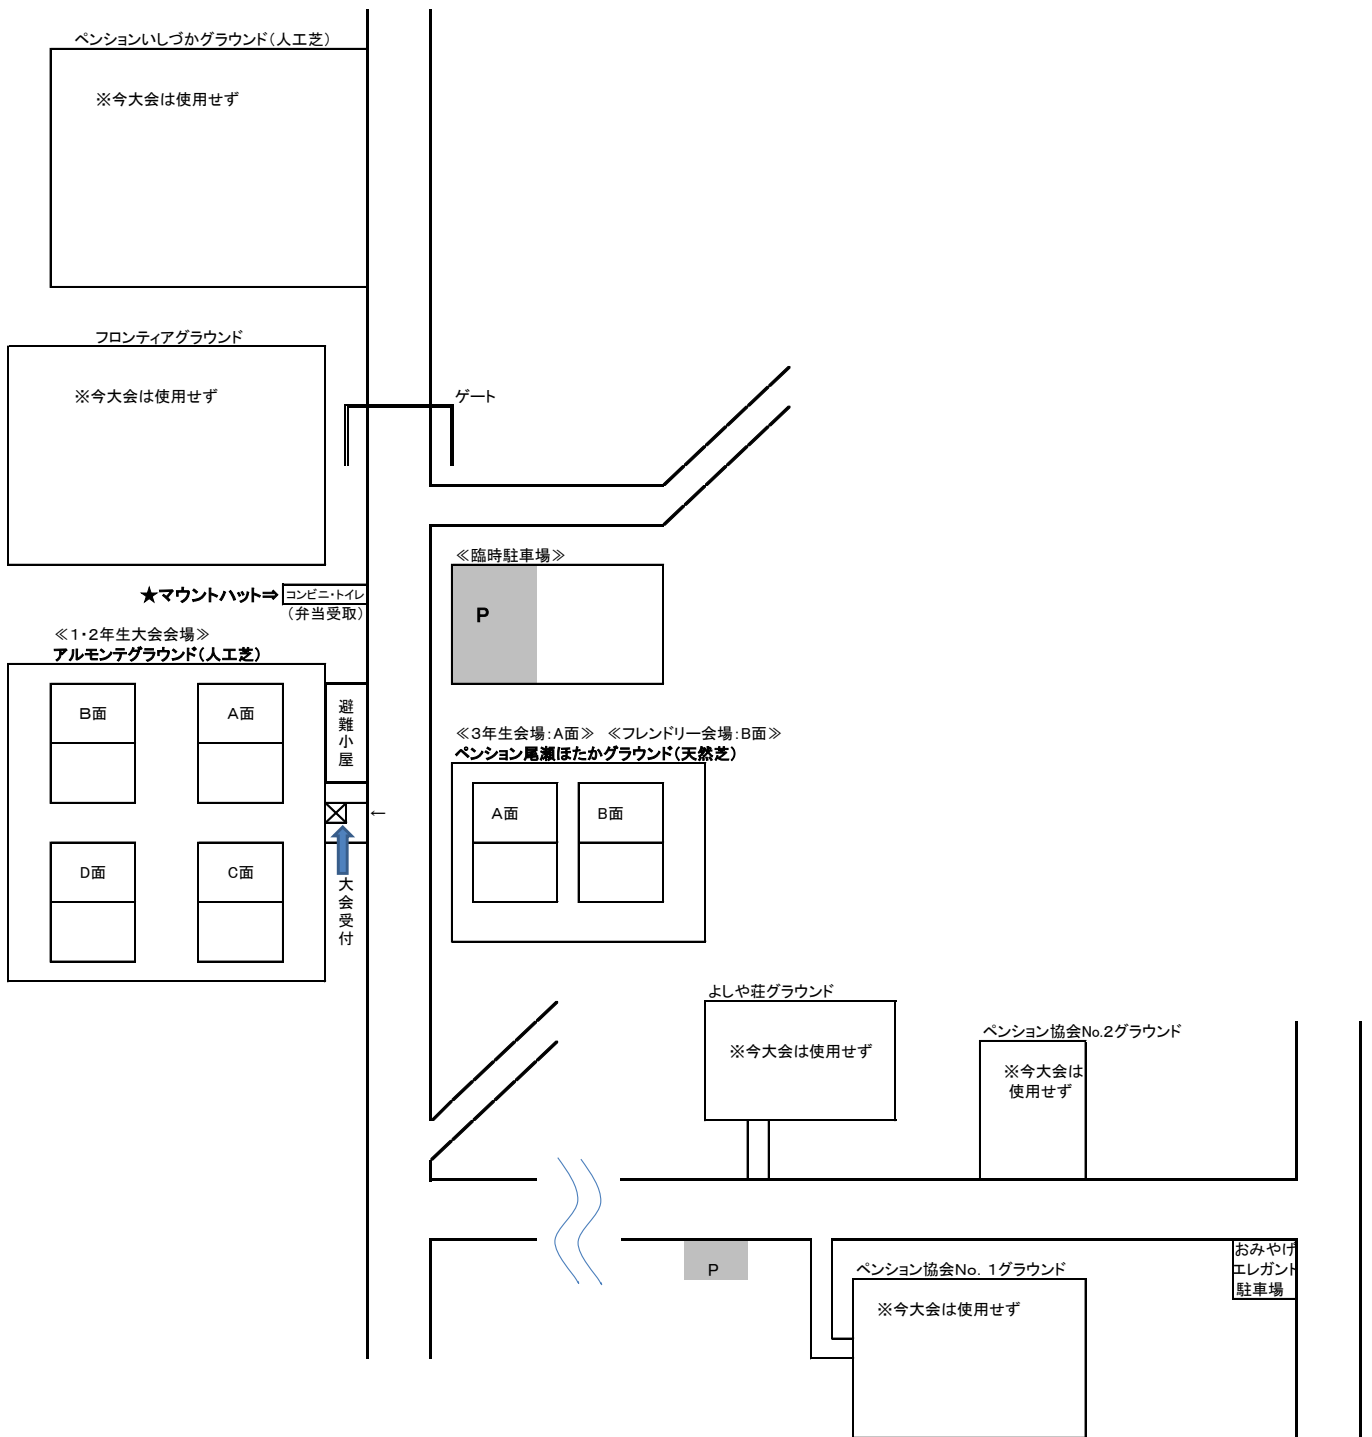 ペンションいしづかグラウンド(人工芝)
※今大会は使用せず
フロンティアグラウンド
※今大会は使用せず
ゲート
≪臨時駐車場≫
P
★マウントハット⇒
コンビニ・トイレ
(弁当受取)
≪1・2年生大会会場≫
アルモンテグラウンド(人工芝)
B面
A面
避難小屋
≪3年生会場:A面≫ ≪フレンドリー会場:B面≫
ペンション尾瀬ほたかグラウンド(天然芝)
A面
B面
←
D面
C面
大会受付
よしや荘グラウンド
※今大会は使用せず
ペンション協会No.2グラウンド
※今大会は
使用せず
P
ペンション協会No.1グラウンド
※今大会は使用せず
おみやげ
エレガント
駐車場